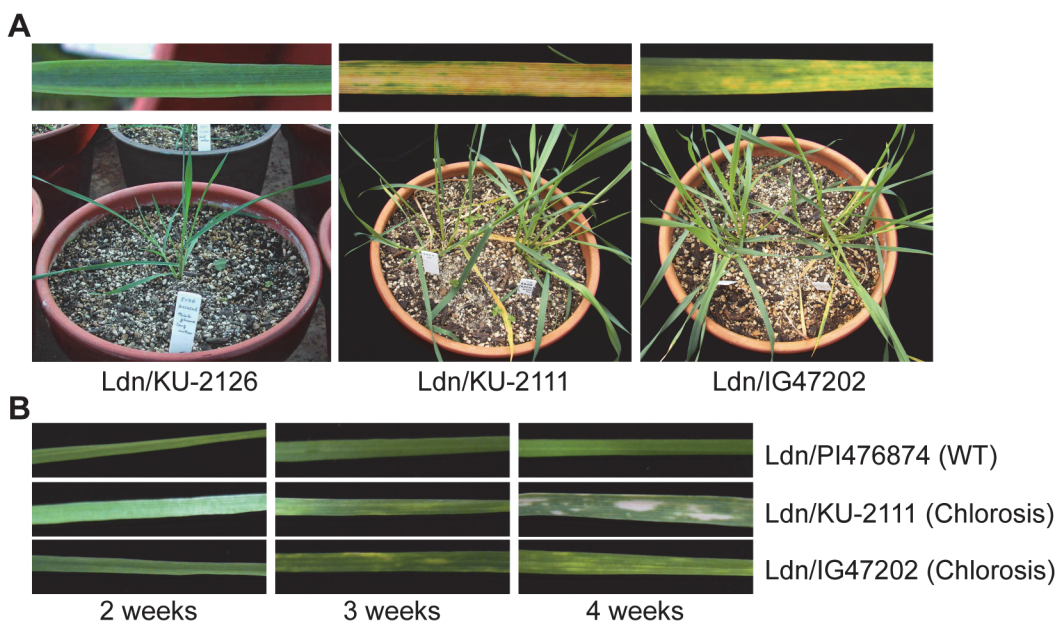 A
Ldn/KU-2126
Ldn/KU-2111
Ldn/IG47202
B
Ldn/PI476874 (WT)
Ldn/KU-2111 (Chlorosis)
Ldn/IG47202 (Chlorosis)
2 weeks
3 weeks
4 weeks